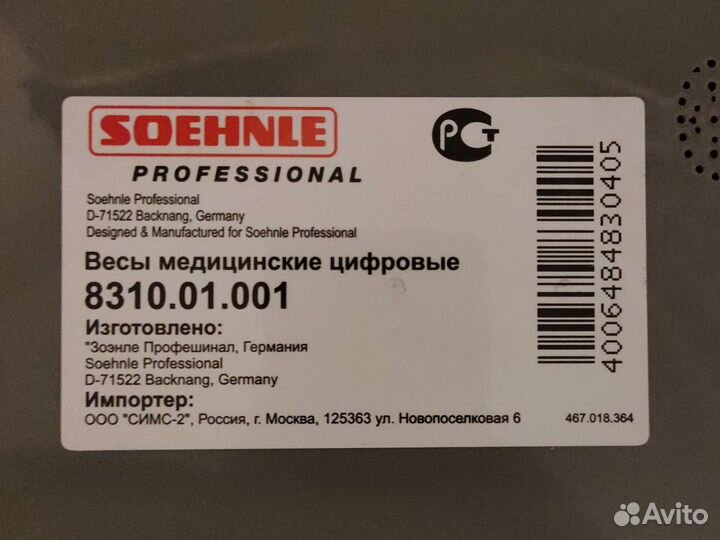 SOEHNLE
PROFESSIONAL
РСТ
Soehnle Professional
D-71522 Backnang, Germany
Designed & Manufactured for Soehnle Professional
Весы медицинские цифровые
8310.01.001
Изготовлено:
"Зоэнле Профешинал, Германия
Soehnle Professional
D-71522 Backnang, Germany
Импортер:
ООО "СИМС-2", Россия, г. Москва, 125363 ул. Новопоселковая 6
4006484830405
467.018.364
Avito